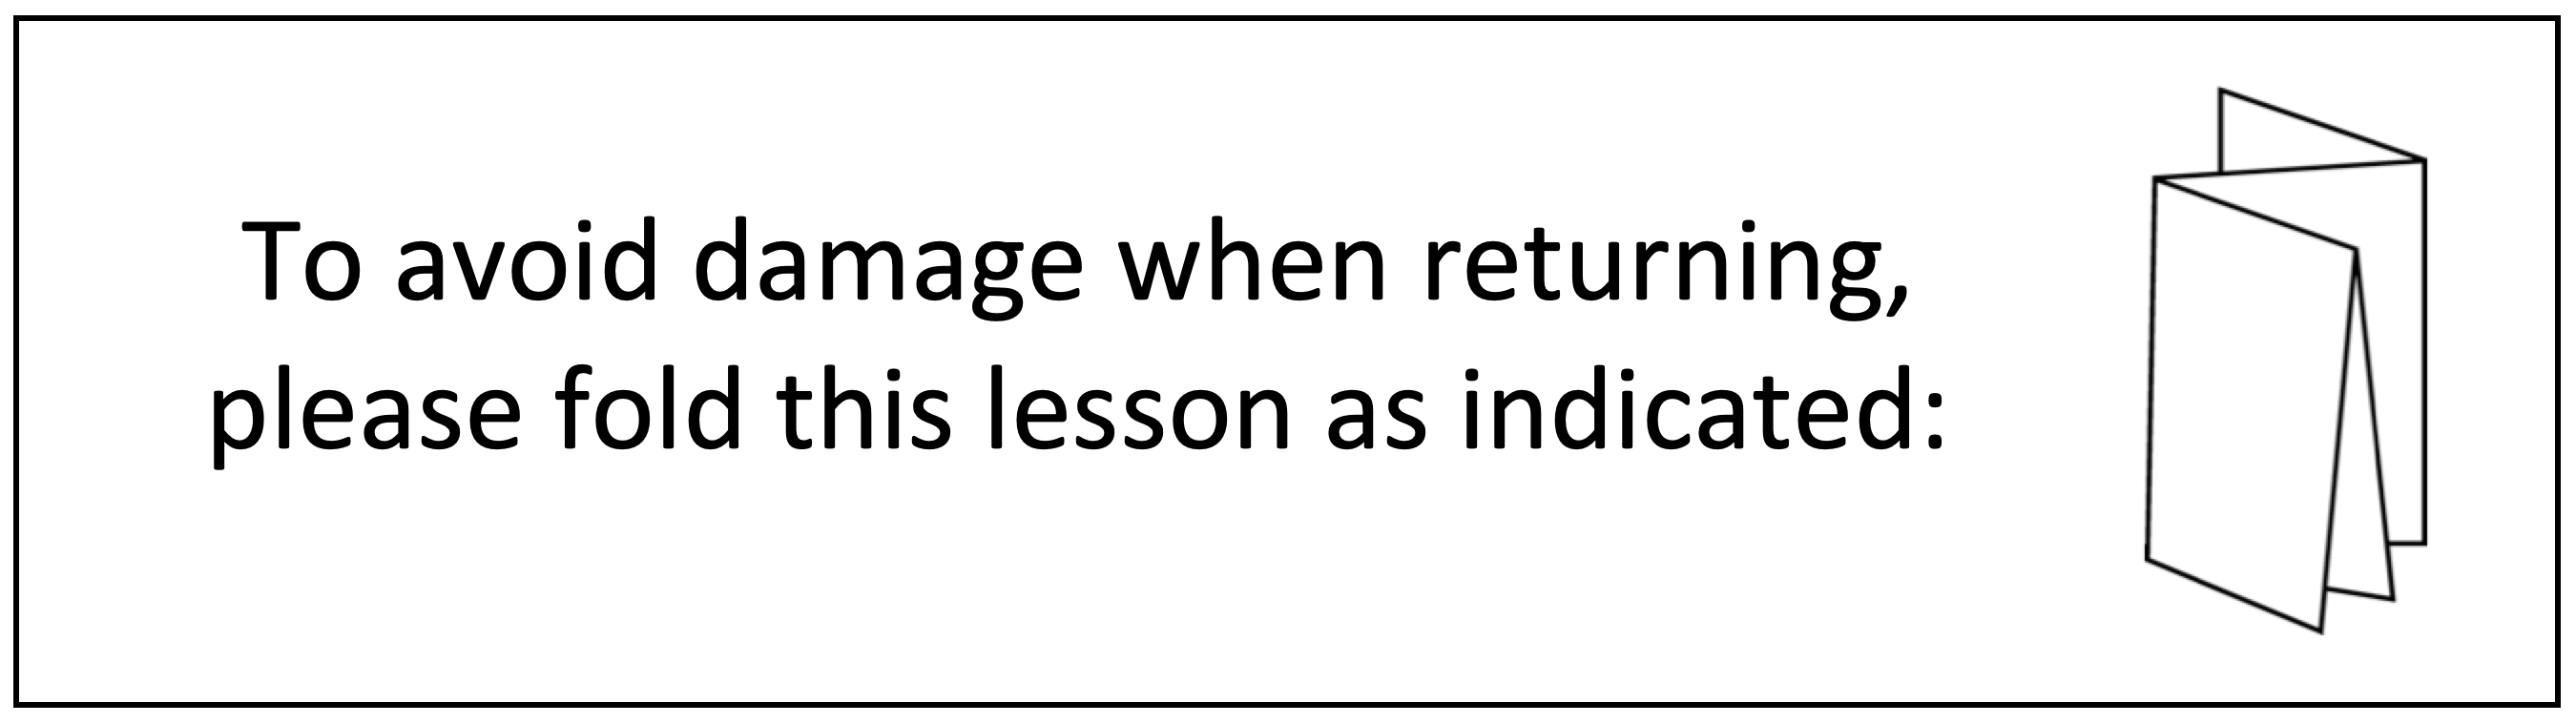 To avoid damage when returning,
please fold this lesson as indicated: